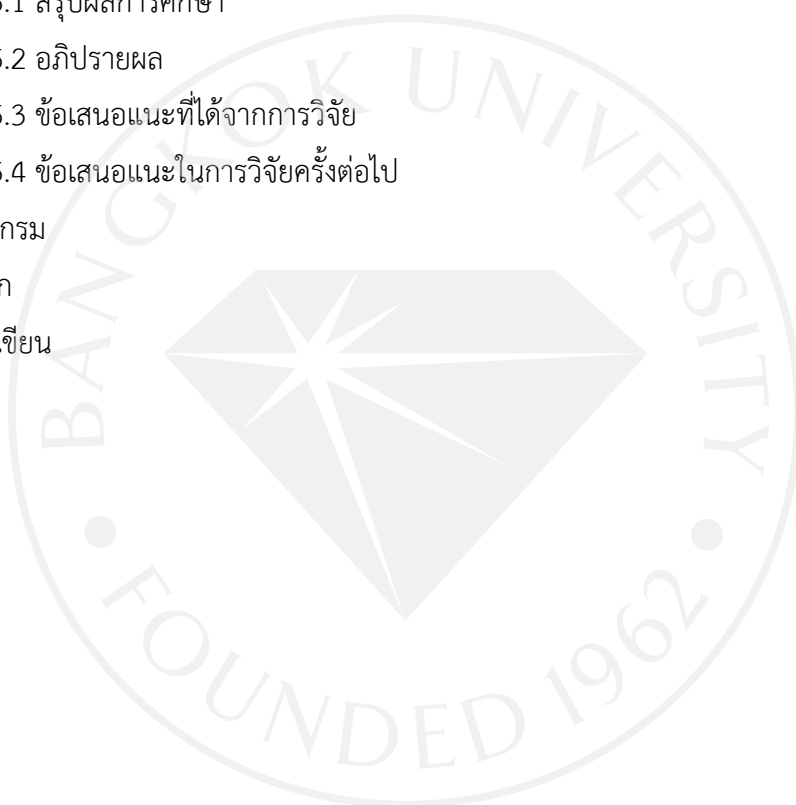 5.1 สรุปผลการศึกษา
5.2 อภิปรายผล
5.3 ข้อเสนอแนะที่ได้จากการวิจัย
5.4 ข้อเสนอแนะในการวิจัยครั้งต่อไป
กรม
ก
เขียน
BANGKOK UNIVERSITY
• FOUNDED 1962 •